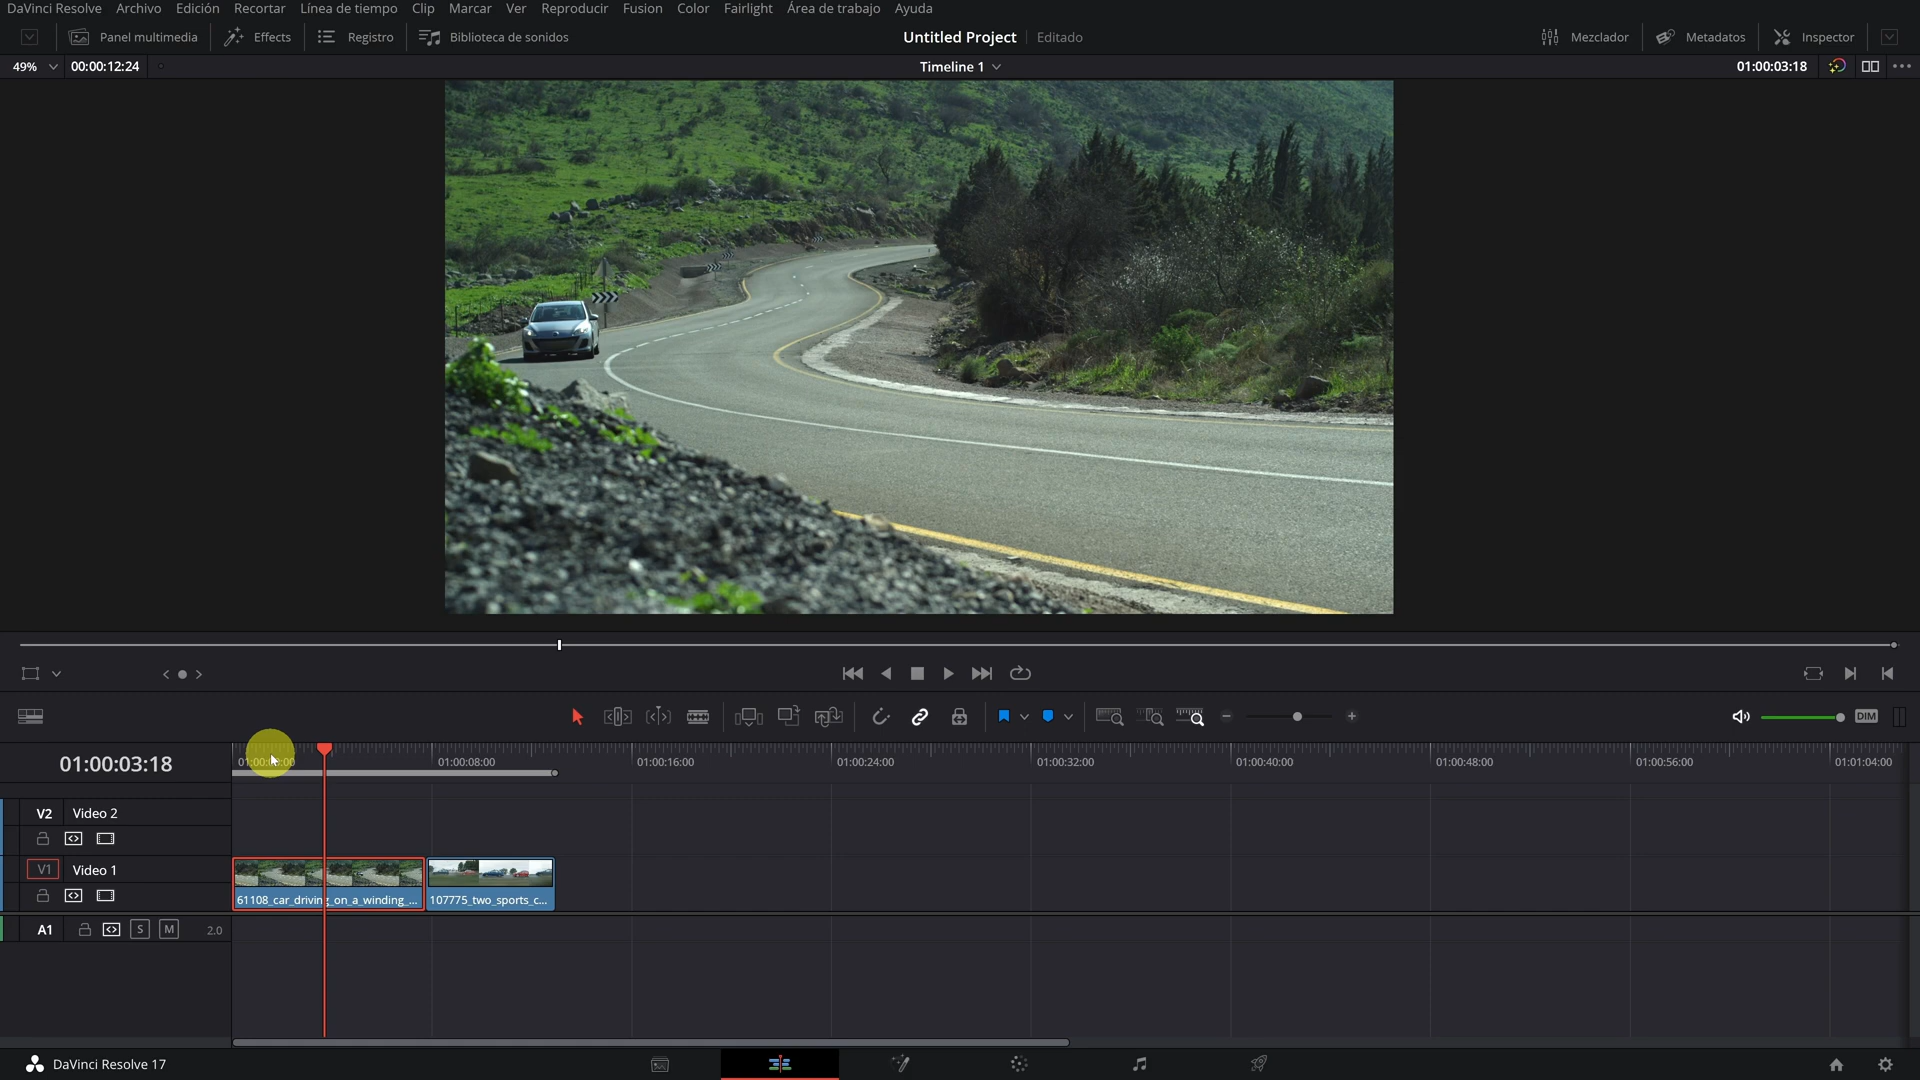 DaVinci Resolve Archivo Edición Recortar Línea de tiempo Clip Marcar Ver Reproducir Fusion Color Fairlight Área de trabajo Ayuda
Panel multimedia Effects Registro Biblioteca de sonidos Untitled Project Editado Mezclador Metadatos Inspector
49% 00:00:12:24 Timeline 1 01:00:03:18
DIM
01:00:03:18 01:00:08:00 01:00:16:00 01:00:24:00 01:00:32:00 01:00:40:00 01:00:48:00 01:00:56:00 01:01:04:00
V2 Video 2
V1 Video 1
61108_car_driving_on_a_winding_... 107775_two_sports_c...
A1 S M 2.0
DaVinci Resolve 17